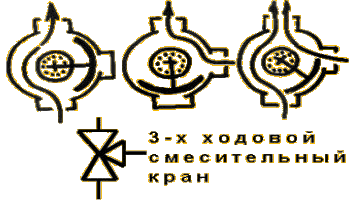 3-х ходовой
смесительный
кран